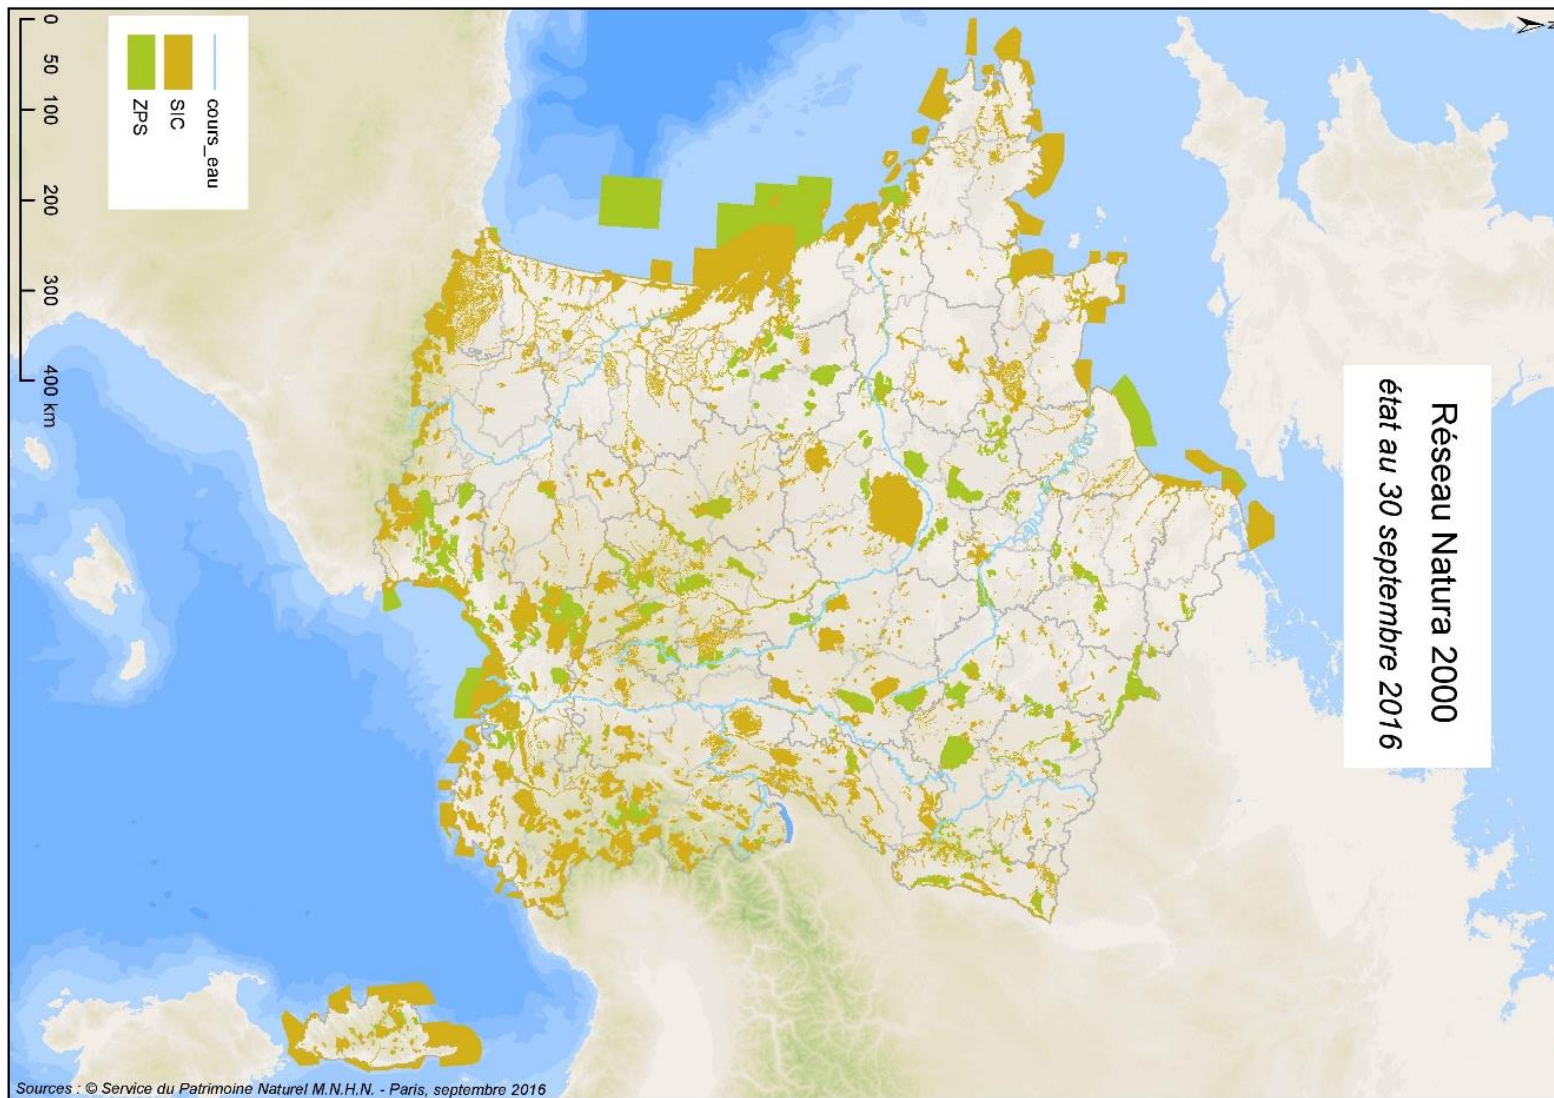 Réseau Natura 2000
état au 30 septembre 2016
N
cours_eau
SIC
ZPS
0 50 100 200 300 400 km
Sources : © Service du Patrimoine Naturel M.N.H.N. - Paris, septembre 2016